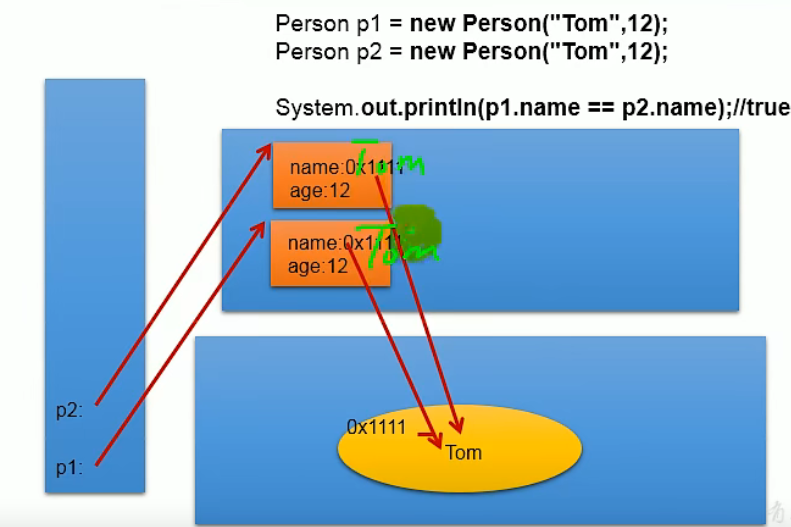 Person p1 = new Person("Tom",12);
Person p2 = new Person("Tom",12);
System.out.println(p1.name == p2.name);//true
name:0x1111
Tom
age:12
name:0x1111
Tom
age:12
p2:
p1:
0x1111
Tom